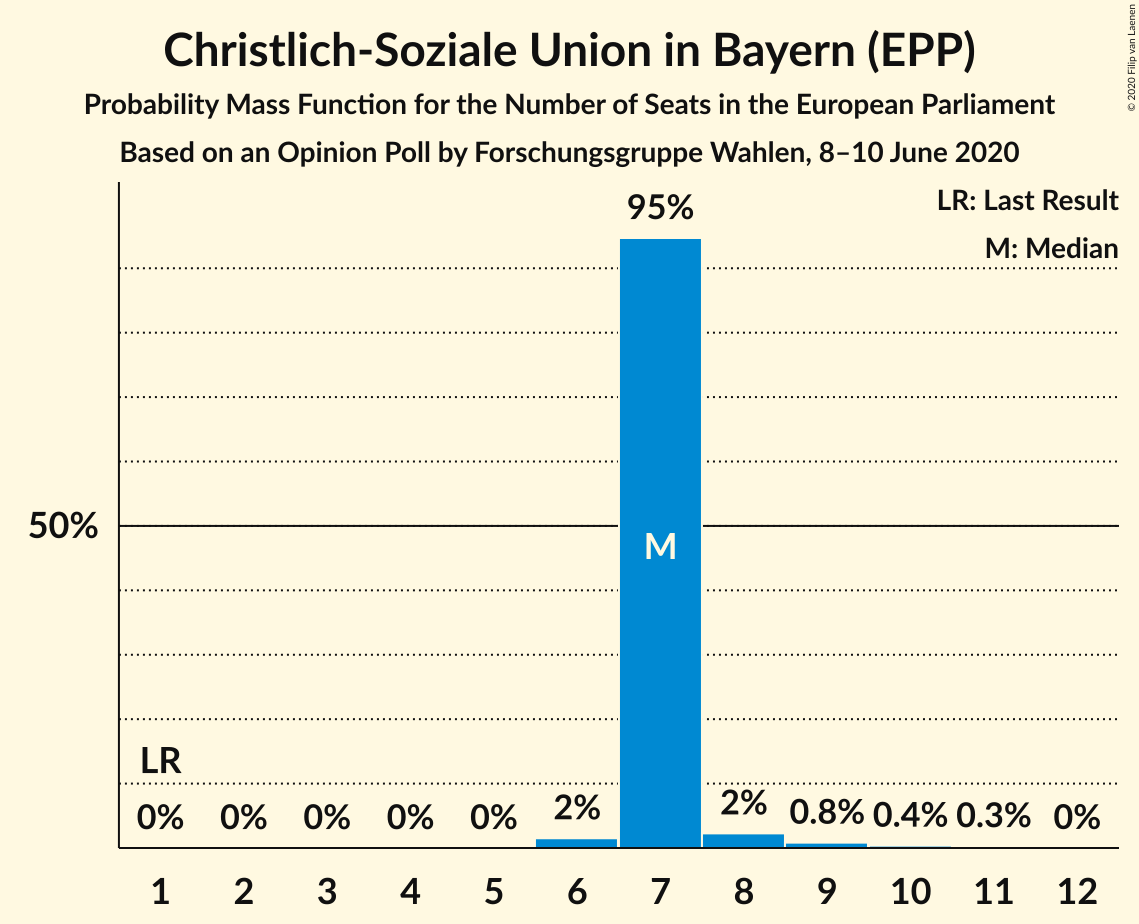 Christlich-Soziale Union in Bayern (EPP)
Probability Mass Function for the Number of Seats in the European Parliament
Based on an Opinion Poll by Forschungsgruppe Wahlen, 8–10 June 2020
© 2020 Filip van Laenen
LR: Last Result
M: Median
95%
50%
M
LR
0% 0% 0% 0% 0% 2% 2% 0.8% 0.4% 0.3% 0%
1 2 3 4 5 6 7 8 9 10 11 12